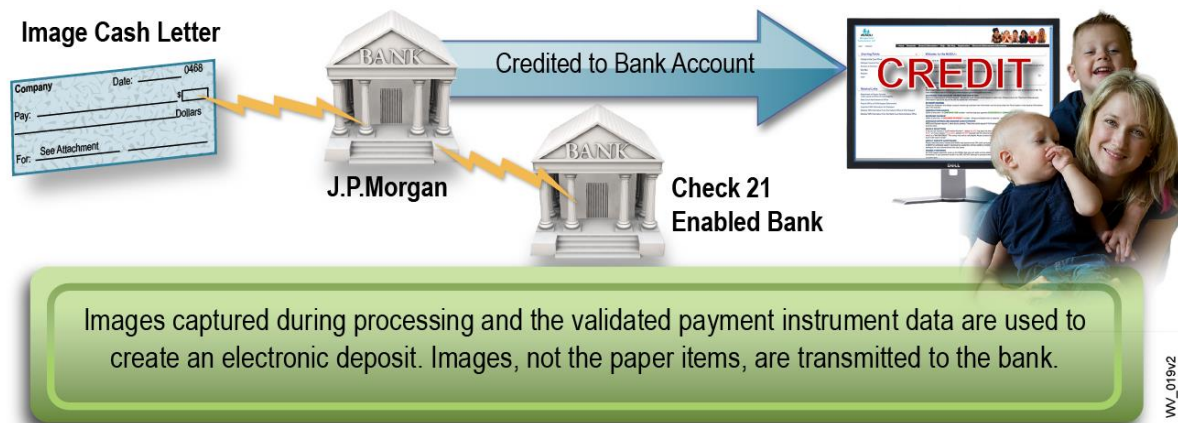 Image Cash Letter
Company
Date:
0468
Pay:
$
Dollars
For: See Attachment
BANK
J.P.Morgan
Credited to Bank Account
BANK
Check 21
Enabled Bank
CREDIT
DELL
Images captured during processing and the validated payment instrument data are used to
create an electronic deposit. Images, not the paper items, are transmitted to the bank.
WV_019v2